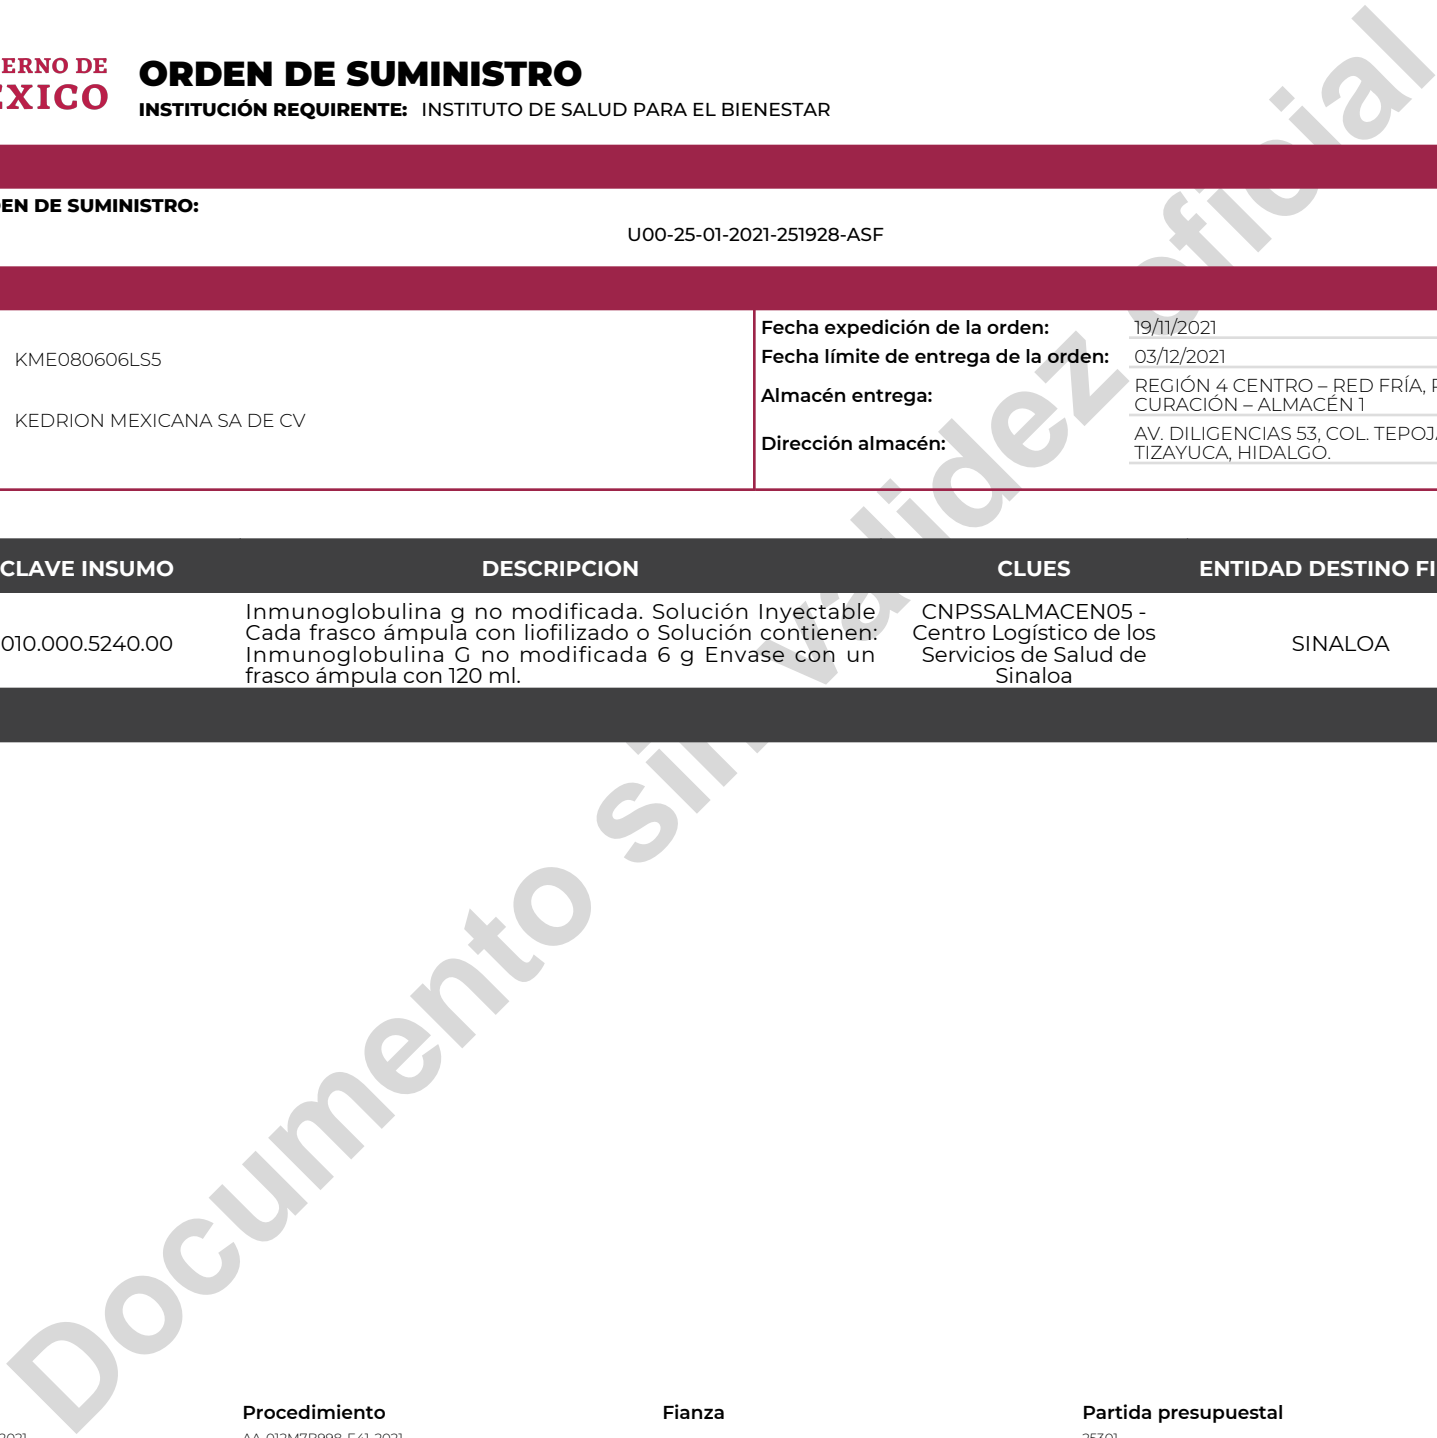 ERNO DE
EXICO
ORDEN DE SUMINISTRO
INSTITUCIÓN REQUIRENTE: INSTITUTO DE SALUD PARA EL BIENESTAR
EN DE SUMINISTRO:
U00-25-01-2021-251928-ASF
KME080606LS5
KEDRION MEXICANA SA DE CV
Fecha expedición de la orden: 19/11/2021
Fecha límite de entrega de la orden: 03/12/2021
Almacén entrega: REGIÓN 4 CENTRO – RED FRÍA,
CURACIÓN – ALMACÉN 1
Dirección almacén: AV. DILIGENCIAS 53, COL. TEPOJ
TIZAYUCA, HIDALGO.
CLAVE INSUMO DESCRIPCION CLUES ENTIDAD DESTINO FI
010.000.5240.00
Inmunoglobulina g no modificada. Solución Inyectable
Cada frasco ámpula con liofilizado o Solución contienen:
Inmunoglobulina G no modificada 6 g Envase con un
frasco ámpula con 120 ml.
CNPSSALMACEN05 -
Centro Logístico de los
Servicios de Salud de
Sinaloa
SINALOA
Documento sin validez oficial
Procedimiento Fianza Partida presupuestal